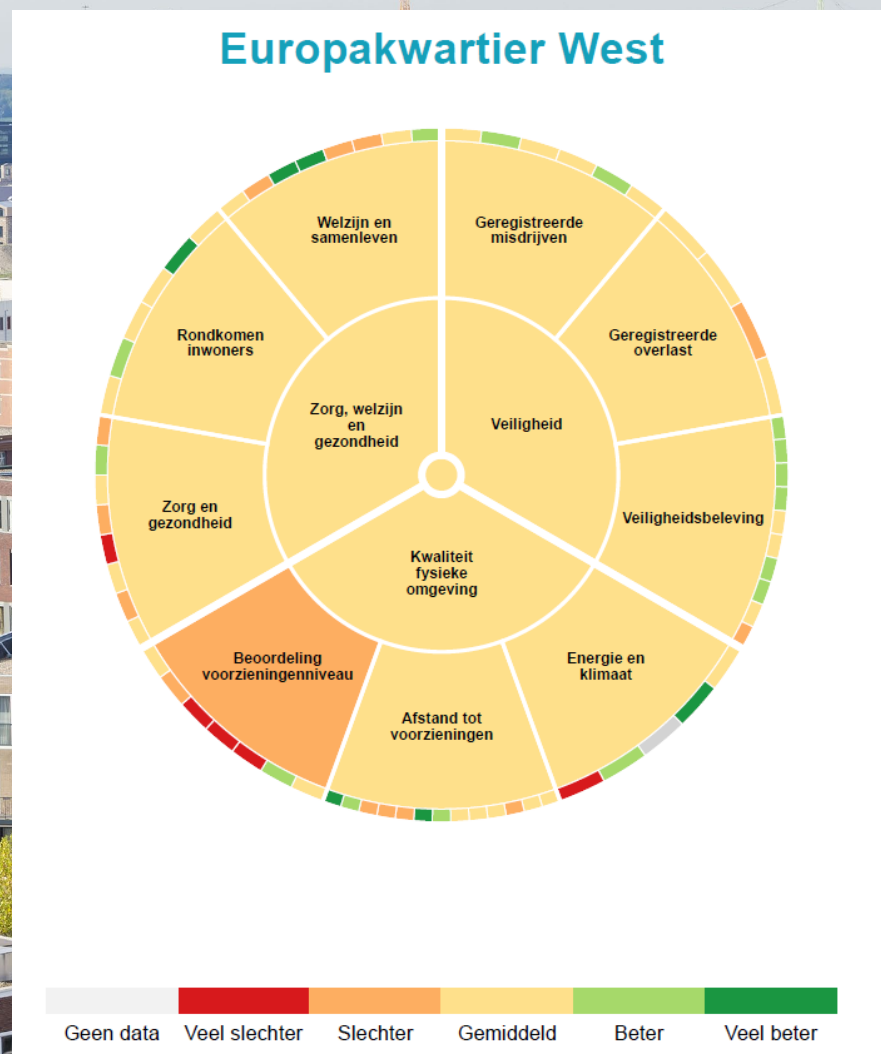 Europakwartier West
Welzijn en
samenleven
Geregistreerde
misdrijven
Rondkomen
inwoners
Geregistreerde
overlast
Zorg, welzijn
en
gezondheid
Veiligheid
Zorg en
gezondheid
Veiligheidsbeleving
Kwaliteit
fysieke
omgeving
Beoordeling
voorzieningenniveau
Energie en
klimaat
Afstand tot
voorzieningen
Geen data
Veel slechter
Slechter
Gemiddeld
Beter
Veel beter